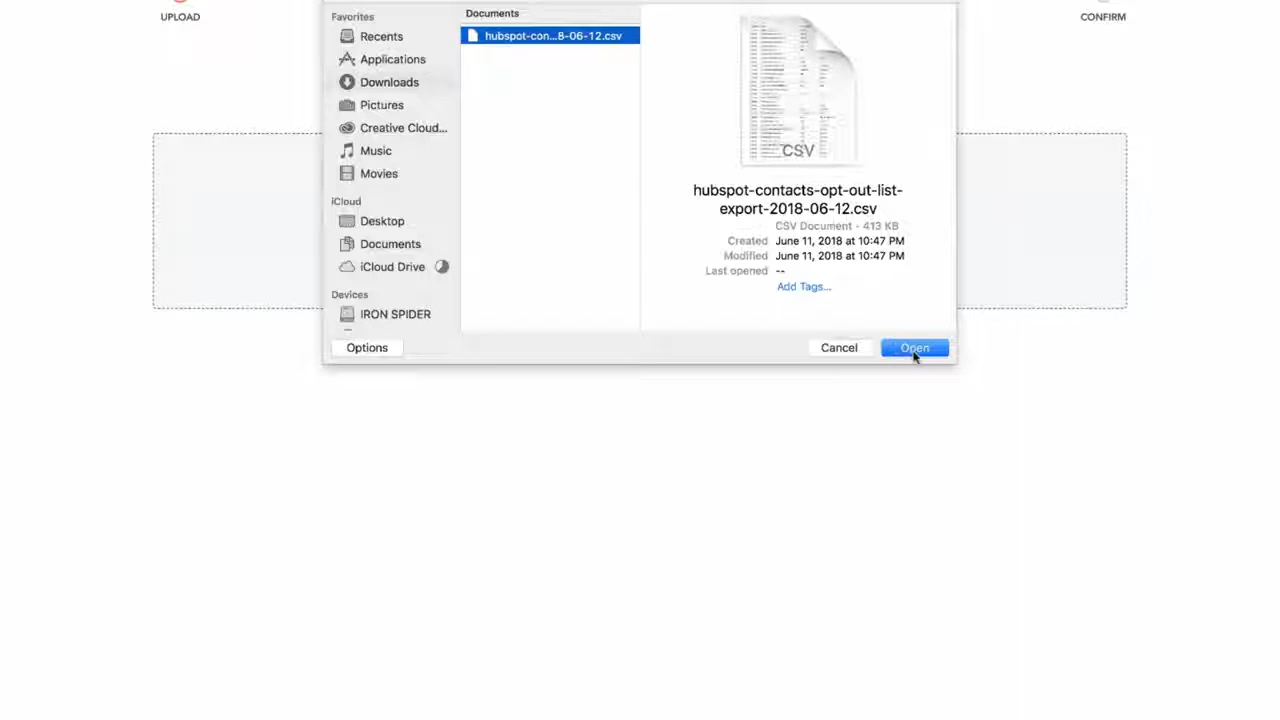 UPLOAD
CONFIRM
Favorites
Recents
Applications
Downloads
Pictures
Creative Cloud...
Music
Movies
iCloud
Desktop
Documents
iCloud Drive
Devices
IRON SPIDER
Documents
hubspot-con...8-06-12.csv
CSV
hubspot-contacts-opt-out-list-
export-2018-06-12.csv
CSV Document - 413 KB
Created June 11, 2018 at 10:47 PM
Modified June 11, 2018 at 10:47 PM
Last opened --
Add Tags...
Options
Cancel
Open